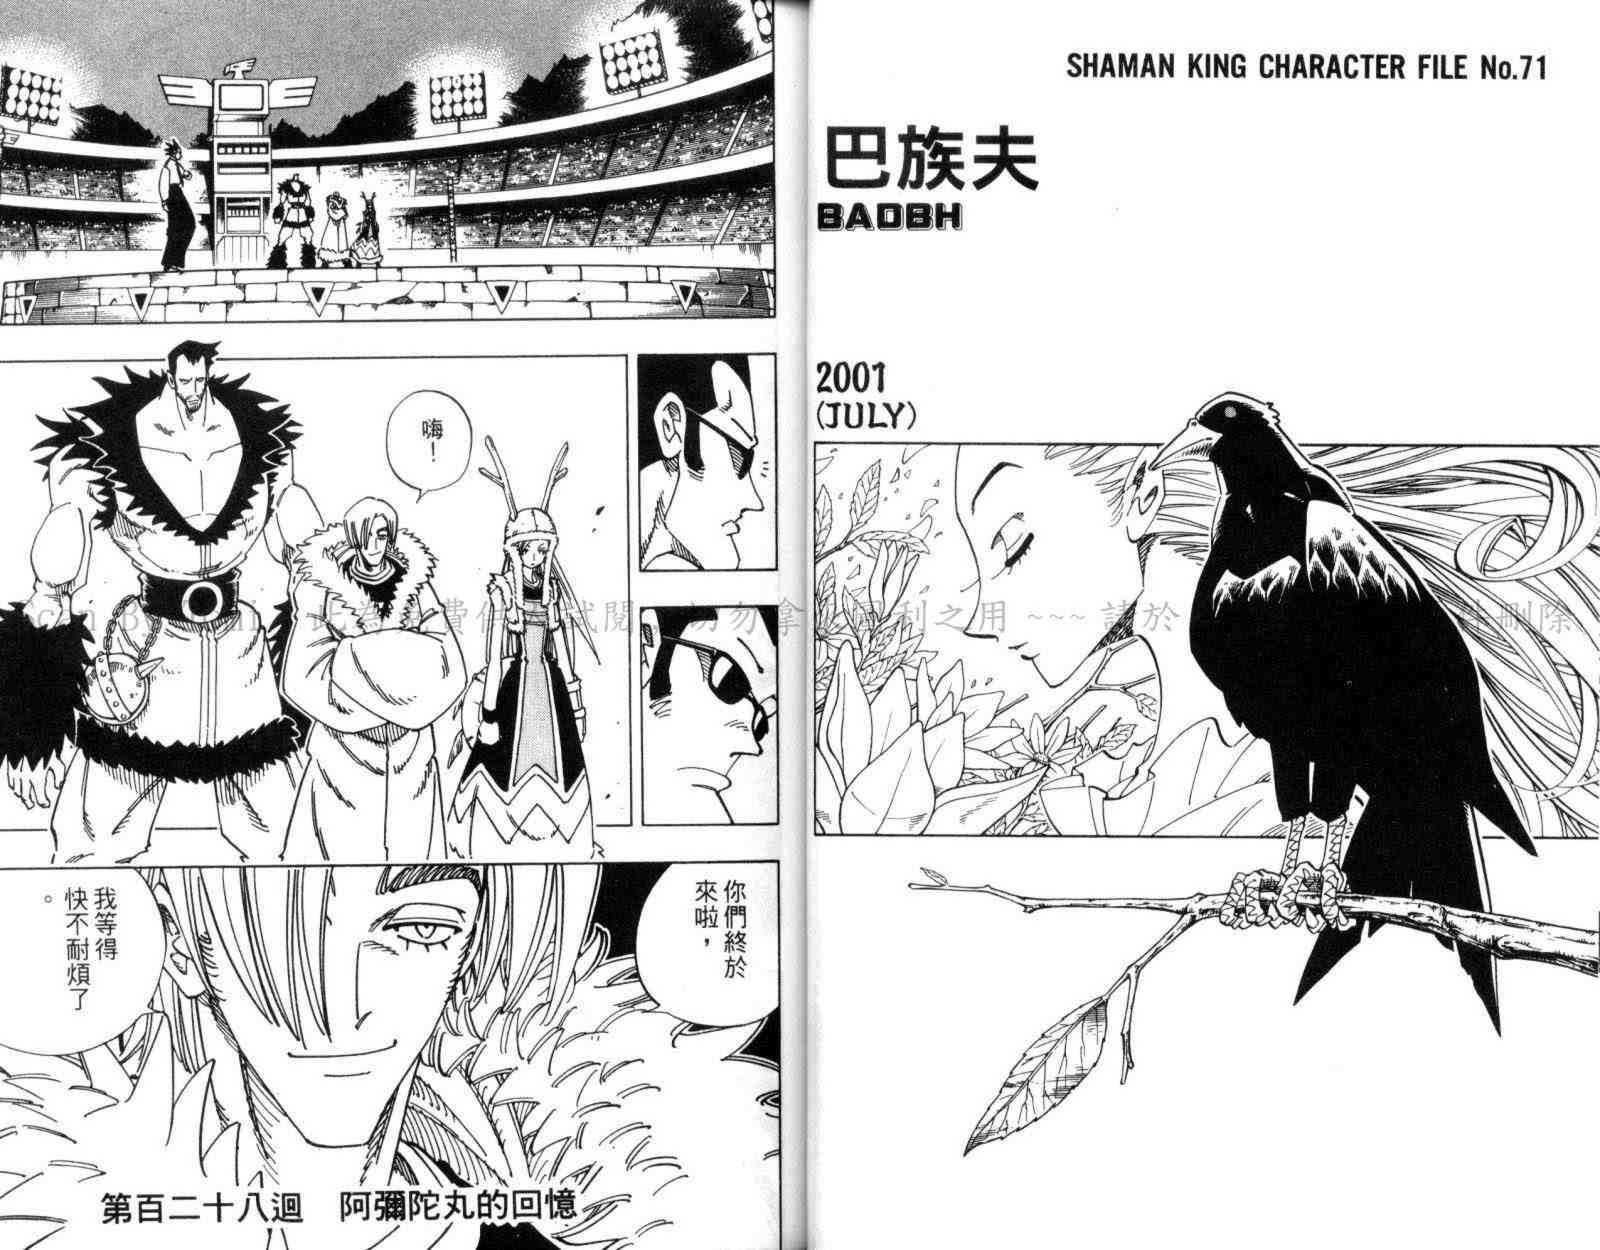 SHAMAN KING CHARACTER FILE No.71
巴族夫
BADBH
2001
(JULY)
嗨！
你們終於
來啦，
我等得
快不耐煩了
。
第百二十八迴　阿彌陀丸的回憶